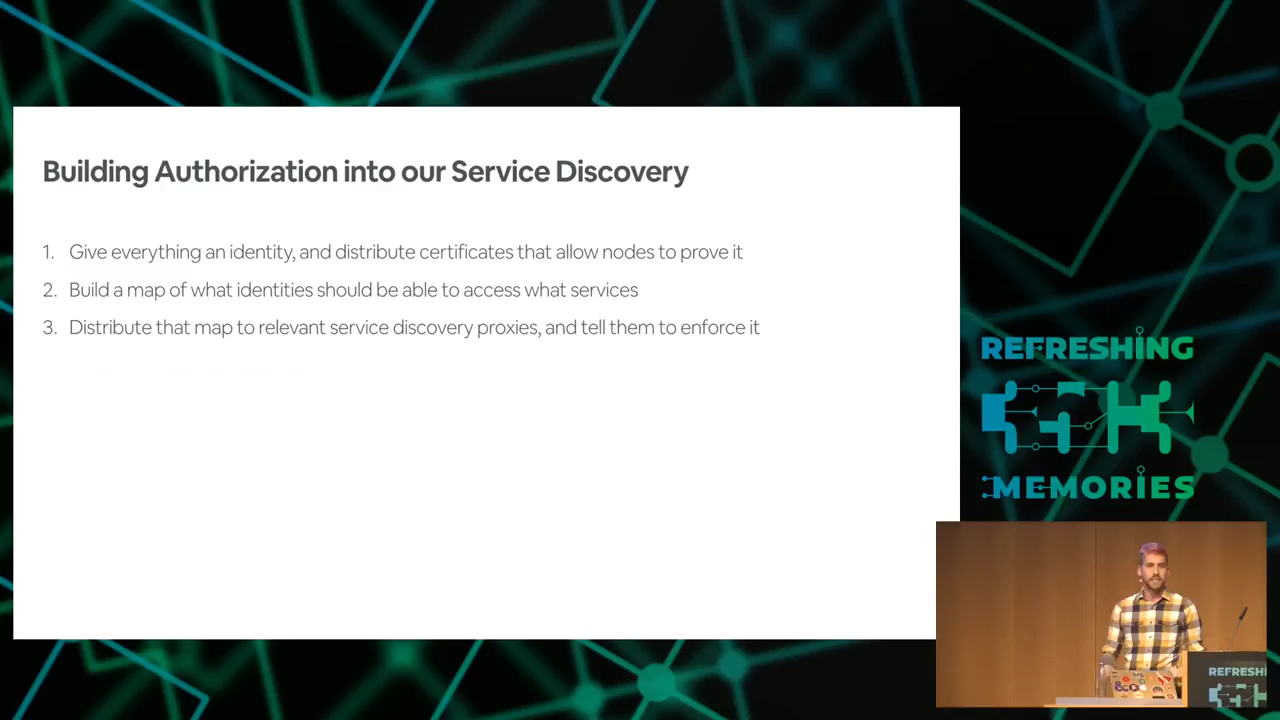 Building Authorization into our Service Discovery
1. Give everything an identity, and distribute certificates that allow nodes to prove it
2. Build a map of what identities should be able to access what services
3. Distribute that map to relevant service discovery proxies, and tell them to enforce it
REFRESHING
MEMORIES
REFRESHI